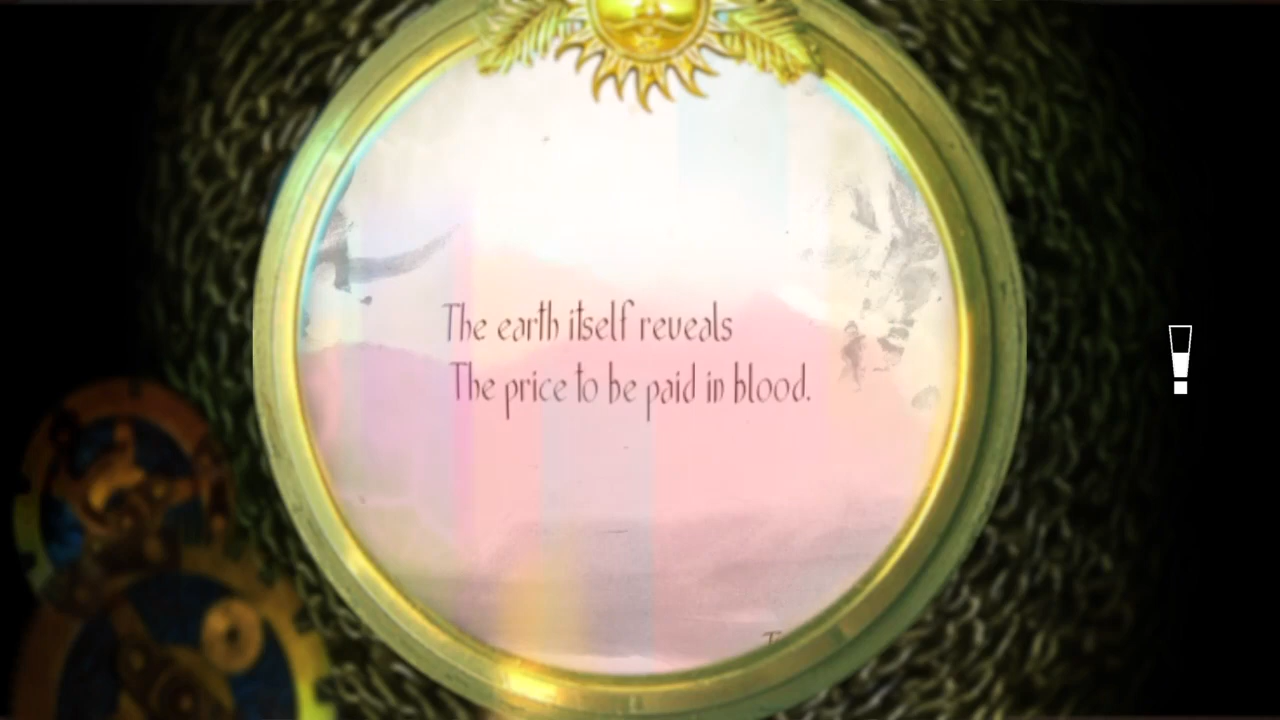 The earth itself reveals
The price to be paid in blood.